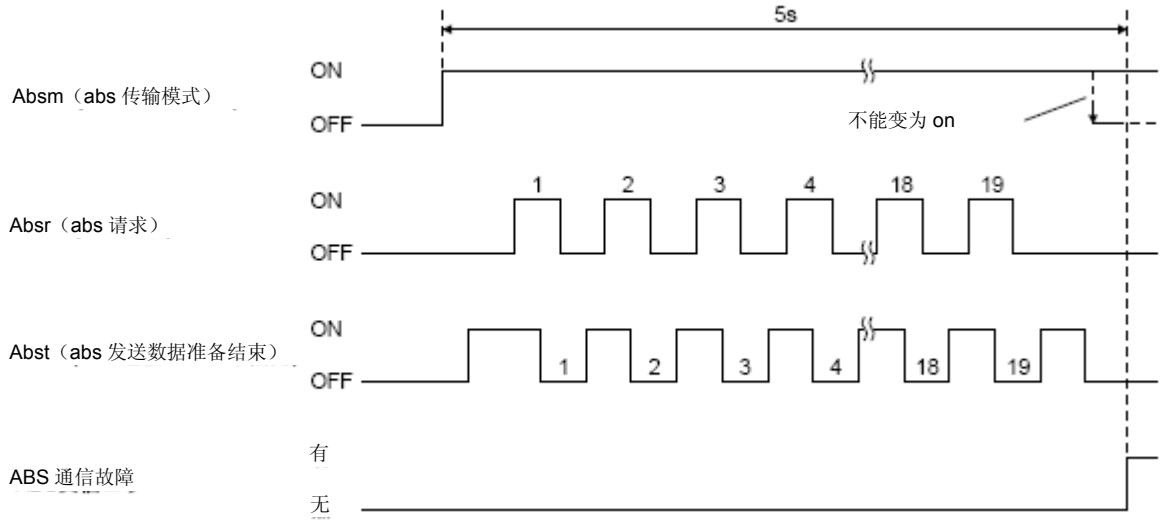 5s
ON
Absm（abs 传输模式）
OFF
不能变为 on
1 2 3 4 18 19
ON
Absr（abs 请求）
OFF
ON
Abst（abs 发送数据准备结束）
1 2 3 4 18 19
OFF
有
ABS 通信故障
无